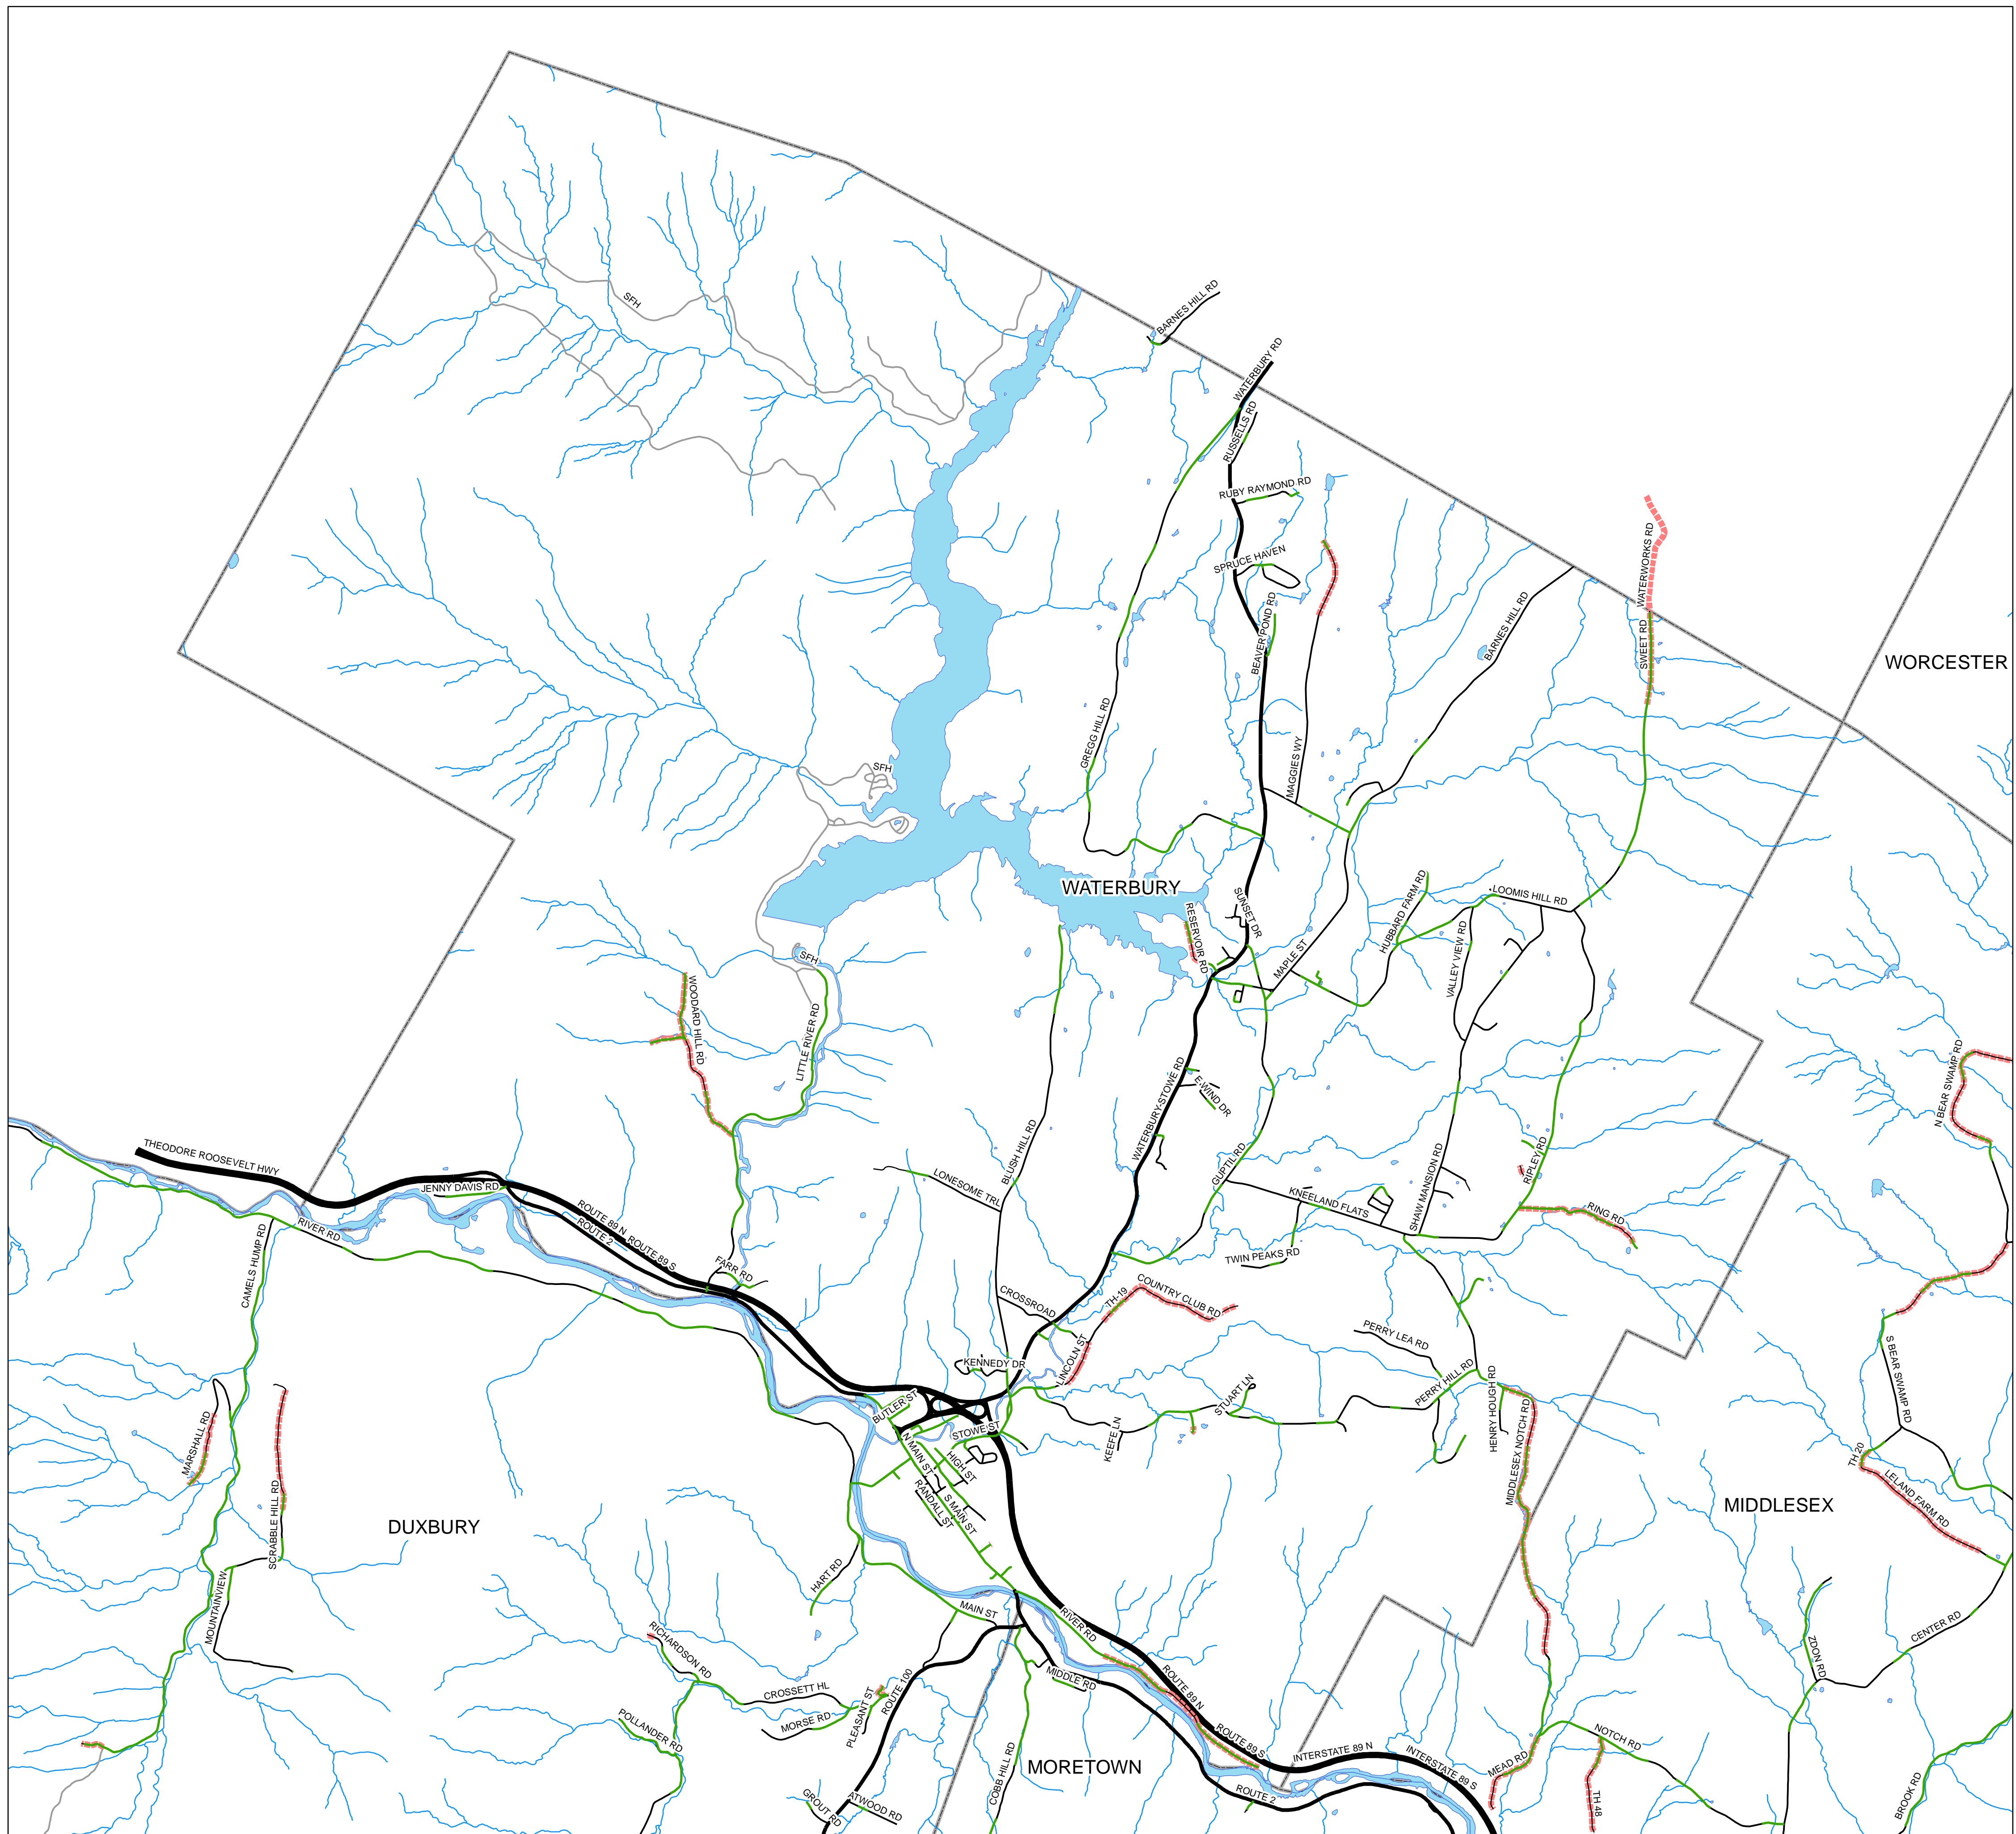 SFH
BARNES HILL RD
WATERBURY RD
RUSSELLS RD
RUBY RAYMOND RD
SPRUCE HAVEN
BEAVER POND RD
WATERWORKS RD
SWEET RD
BARNES HILL RD
WORCESTER
GREGG HILL RD
MAGGIES WY
SFH
WATERBURY
RESERVOIR RD
SUNSET DR
MAPLE ST
HUBBARD FARM RD
LOOMIS HILL RD
VALLEY VIEW RD
SFH
WOODARD HILL RD
LITTLE RIVER RD
N BEAR SWAMP RD
WATERBURY-STOWE RD
E-WIND DR
BLUSH HILL RD
THEODORE ROOSEVELT HWY
JENNY DAVIS RD
LONESOME TRL
GUPTIL RD
KNEELAND FLATS
SHAW MANSION RD
RIPLEY RD
RING RD
RIVER RD
ROUTE 89 N
ROUTE 2
ROUTE 89 S
CAMELS HUMP RD
FARR RD
TWIN PEAKS RD
CROSSROAD
TH-19
COUNTRY CLUB RD
PERRY LEA RD
S BEAR SWAMP RD
KENNEDY DR
LINCOLN ST
PERRY HILL RD
HENRY HOUGH RD
BUTLER ST
STOWE ST
STUART LN
KEEFE LN
MARSHALL RD
N MAIN ST
HIGH ST
RANDALL ST
S MAIN ST
MIDDLESEX NOTCH RD
TH 20
LELAND FARM RD
MIDDLESEX
SCRABBLE HILL RD
DUXBURY
HART RD
MOUNTAINVIEW
MAIN ST
RIVER RD
CENTER RD
ZDON RD
RICHARDSON RD
CROSSETT HL
MORSE RD
PLEASANT ST
ROUTE 100
MIDDLE RD
ROUTE 89 N
POLLANDER RD
ROUTE 89 S
INTERSTATE 89 N
INTERSTATE 89 S
NOTCH RD
MEAD RD
MORETOWN
COBB HILL RD
ROUTE 2
GROUT RD
ATWOOD RD
TH 48
BROOK RD